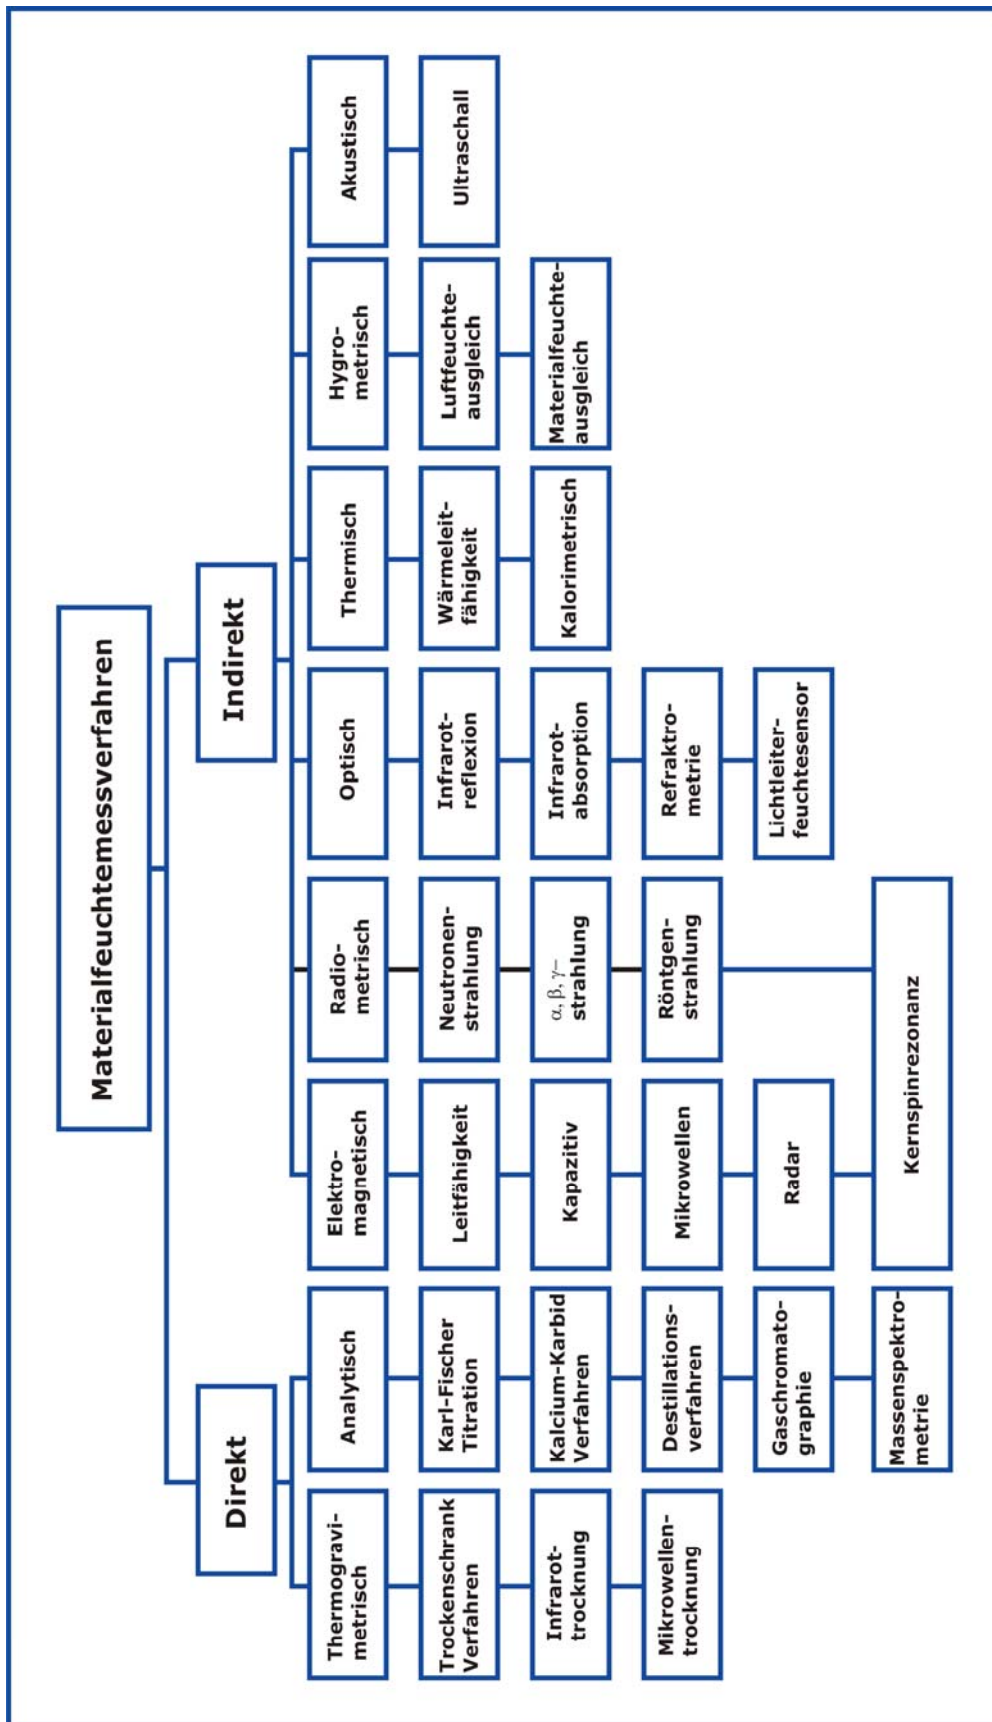 Materialfeuchtemessverfahren
Direkt
Indirekt
Thermogravi-
metrisch
Trockenschrank
Verfahren
Infrarot-
trocknung
Mikrowellen-
trocknung
Analytisch
Karl-Fischer
Titration
Kalcium-Karbid
Verfahren
Destillations-
verfahren
Gaschromato-
graphie
Massenspektro-
metrie
Elektro-
magnetisch
Leitfähigkeit
Kapazitiv
Mikrowellen
Radar
Kernspinrezonanz
Radio-
metrisch
Neutronen-
strahlung
α, β, γ-
strahlung
Röntgen-
strahlung
Optisch
Infrarot-
reflexion
Infrarot-
absorption
Refraktro-
metrie
Lichtleiter-
feuchtesensor
Thermisch
Wärmeleit-
fähigkeit
Kalorimetrisch
Hygro-
metrisch
Luftfeuchte-
ausgleich
Materialfeuchte-
ausgleich
Akustisch
Ultraschall